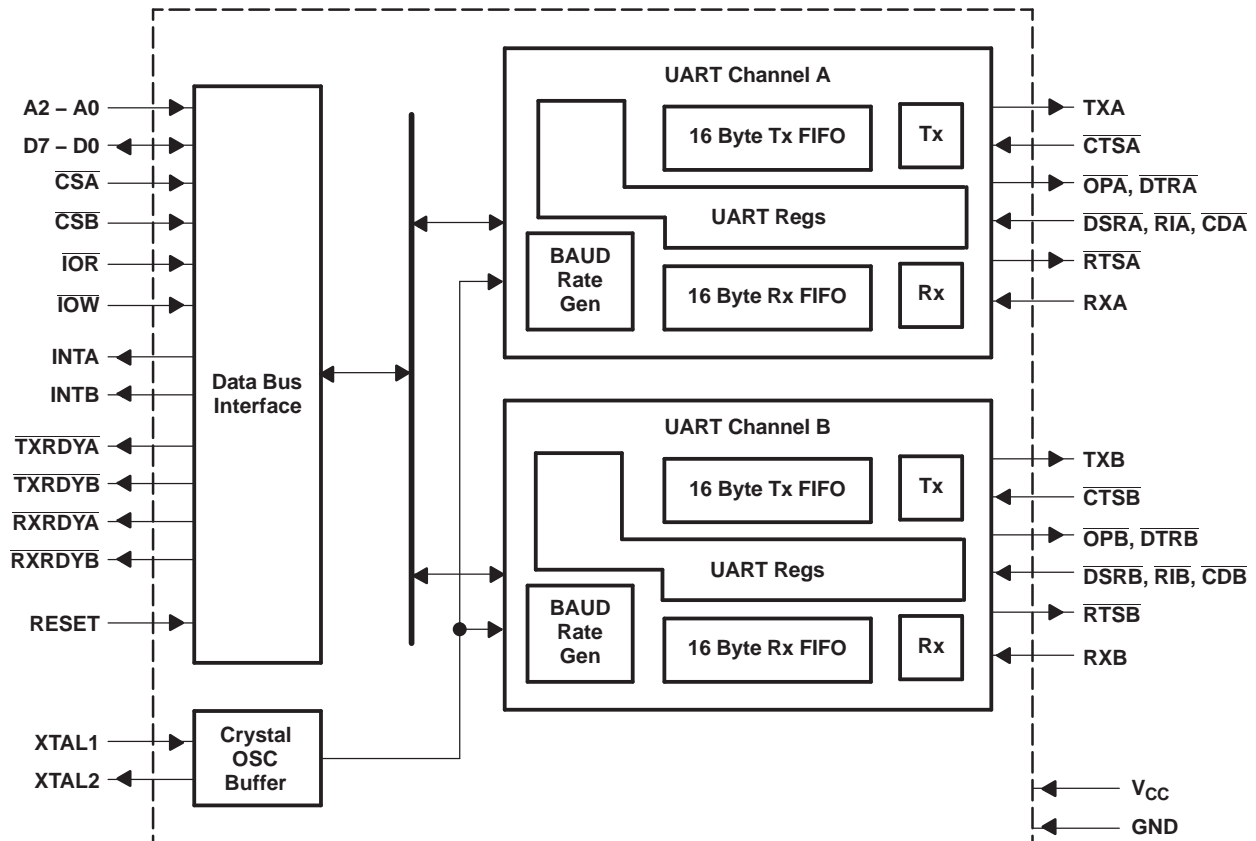 A2 – A0
D7 – D0
CSA
CSB
IOR
IOW
INTA
INTB
TXRDYA
TXRDYB
RXRDYA
RXRDYB
RESET
XTAL1
XTAL2
Data Bus
Interface
Crystal
OSC
Buffer
UART Channel A
16 Byte Tx FIFO
Tx
UART Regs
BAUD
Rate
Gen
16 Byte Rx FIFO
Rx
UART Channel B
16 Byte Tx FIFO
Tx
UART Regs
BAUD
Rate
Gen
16 Byte Rx FIFO
Rx
TXA
CTSA
OPA, DTRA
DSRA, RIA, CDA
RTSA
RXA
TXB
CTSB
OPB, DTRB
DSRB, RIB, CDB
RTSB
RXB
VCC
GND